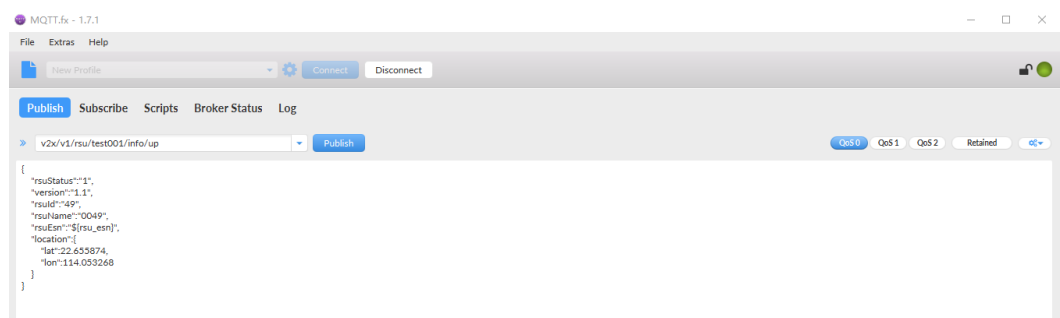 MQTT.fx - 1.7.1
File Extras Help
New Profile Connect Disconnect
Publish Subscribe Scripts Broker Status Log
v2x/v1/rsu/test001/info/up Publish QoS 0 QoS 1 QoS 2 Retained
{
"rsuStatus":"1",
"version":"1.1",
"rsuId":"49",
"rsuName":"0049",
"rsuEsn":"${rsu_esn}",
"location":{
"lat":22.655874,
"lon":114.053268
}
}